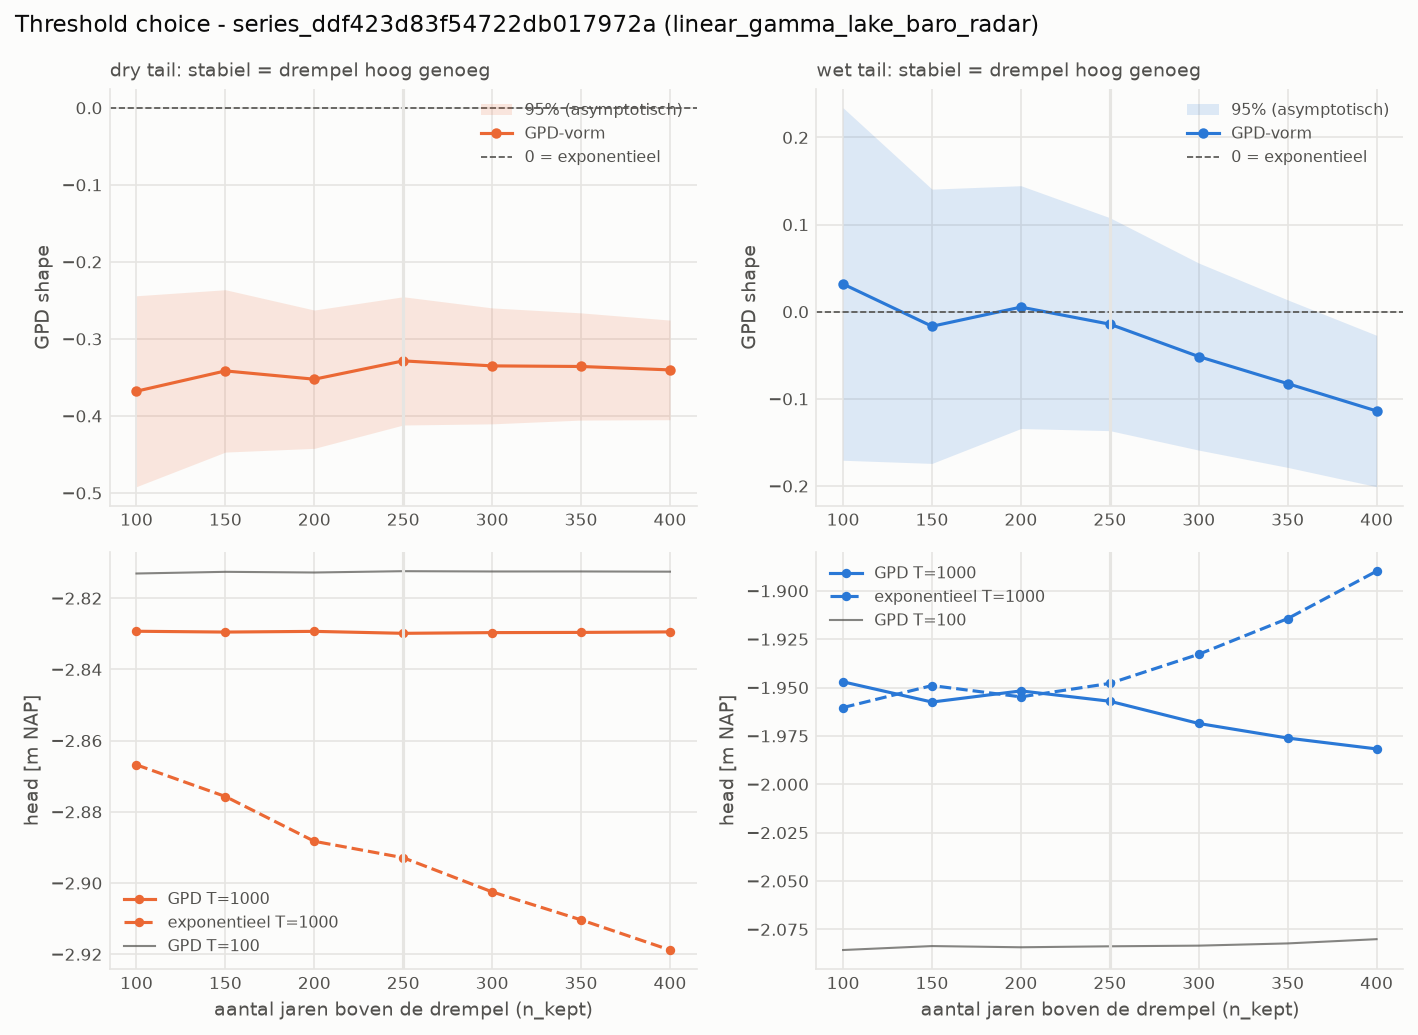 Threshold choice - series_ddf423d83f54722db017972a (linear_gamma_lake_baro_radar)
dry tail: stabiel = drempel hoog genoeg
GPD shape
0.0
−0.1
−0.2
−0.3
−0.4
−0.5
95% (asymptotisch)
GPD-vorm
0 = exponentieel
100 150 200 250 300 350 400
wet tail: stabiel = drempel hoog genoeg
GPD shape
0.2
0.1
0.0
−0.1
−0.2
95% (asymptotisch)
GPD-vorm
0 = exponentieel
100 150 200 250 300 350 400
head [m NAP]
−2.82
−2.84
−2.86
−2.88
−2.90
−2.92
GPD T=1000
exponentieel T=1000
GPD T=100
100 150 200 250 300 350 400
aantal jaren boven de drempel (n_kept)
head [m NAP]
−1.900
−1.925
−1.950
−1.975
−2.000
−2.025
−2.050
−2.075
GPD T=1000
exponentieel T=1000
GPD T=100
100 150 200 250 300 350 400
aantal jaren boven de drempel (n_kept)